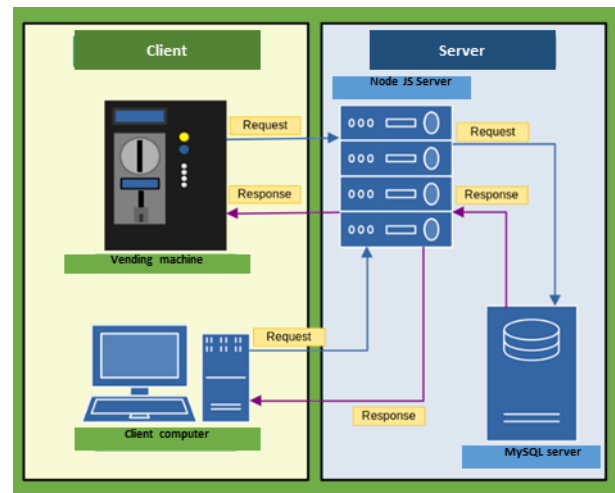 Client
Server
Node JS Server
Request
Request
Response
Response
Vending machine
Request
Response
Client computer
MySQL server